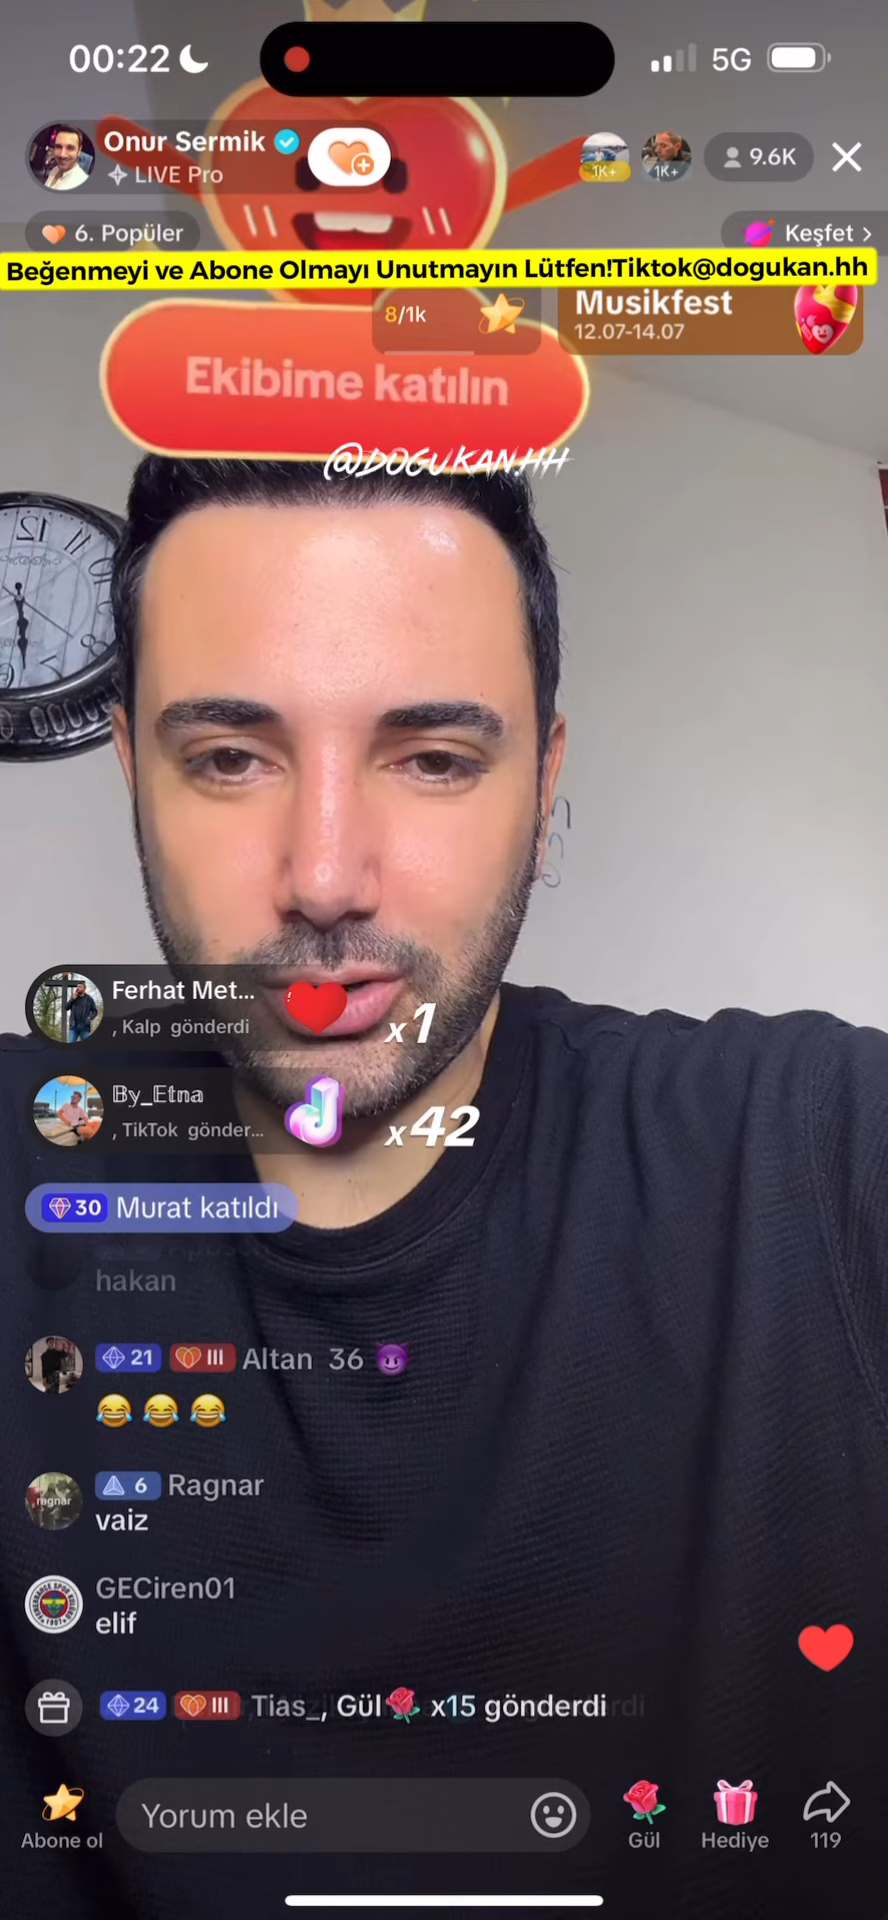 00:22
5G
Onur Sermik
LIVE Pro
1K+
1K+
9.6K
6. Popüler
Keşfet >
Beğenmeyi ve Abone Olmayı Unutmayın Lütfen!Tiktok@dogukan.hh
8/1k
Musikfest
12.07-14.07
Ekibime katılın
@DOGUKAN.HH
Ferhat Met...
, Kalp gönderdi
x1
By_Etna
, TikTok gönder...
x42
30 Murat katıldı
hakan
21 III Altan 36
6 Ragnar
ragnar
vaiz
GECiren01
elif
24 III Tias_, Gül x15 gönderdi
Abone ol
Yorum ekle
Gül
Hediye
119